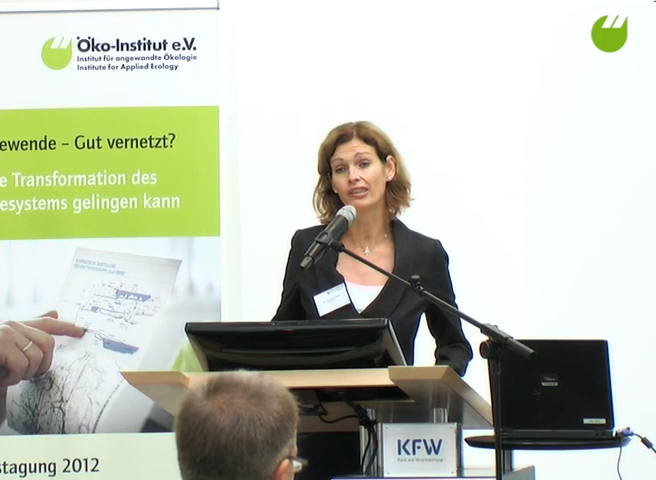 Öko-Institut e.V.
Institut für angewandte Ökologie
Institute for Applied Ecology
ewende – Gut vernetzt?
e Transformation des
esystems gelingen kann
stagung 2012
KFW